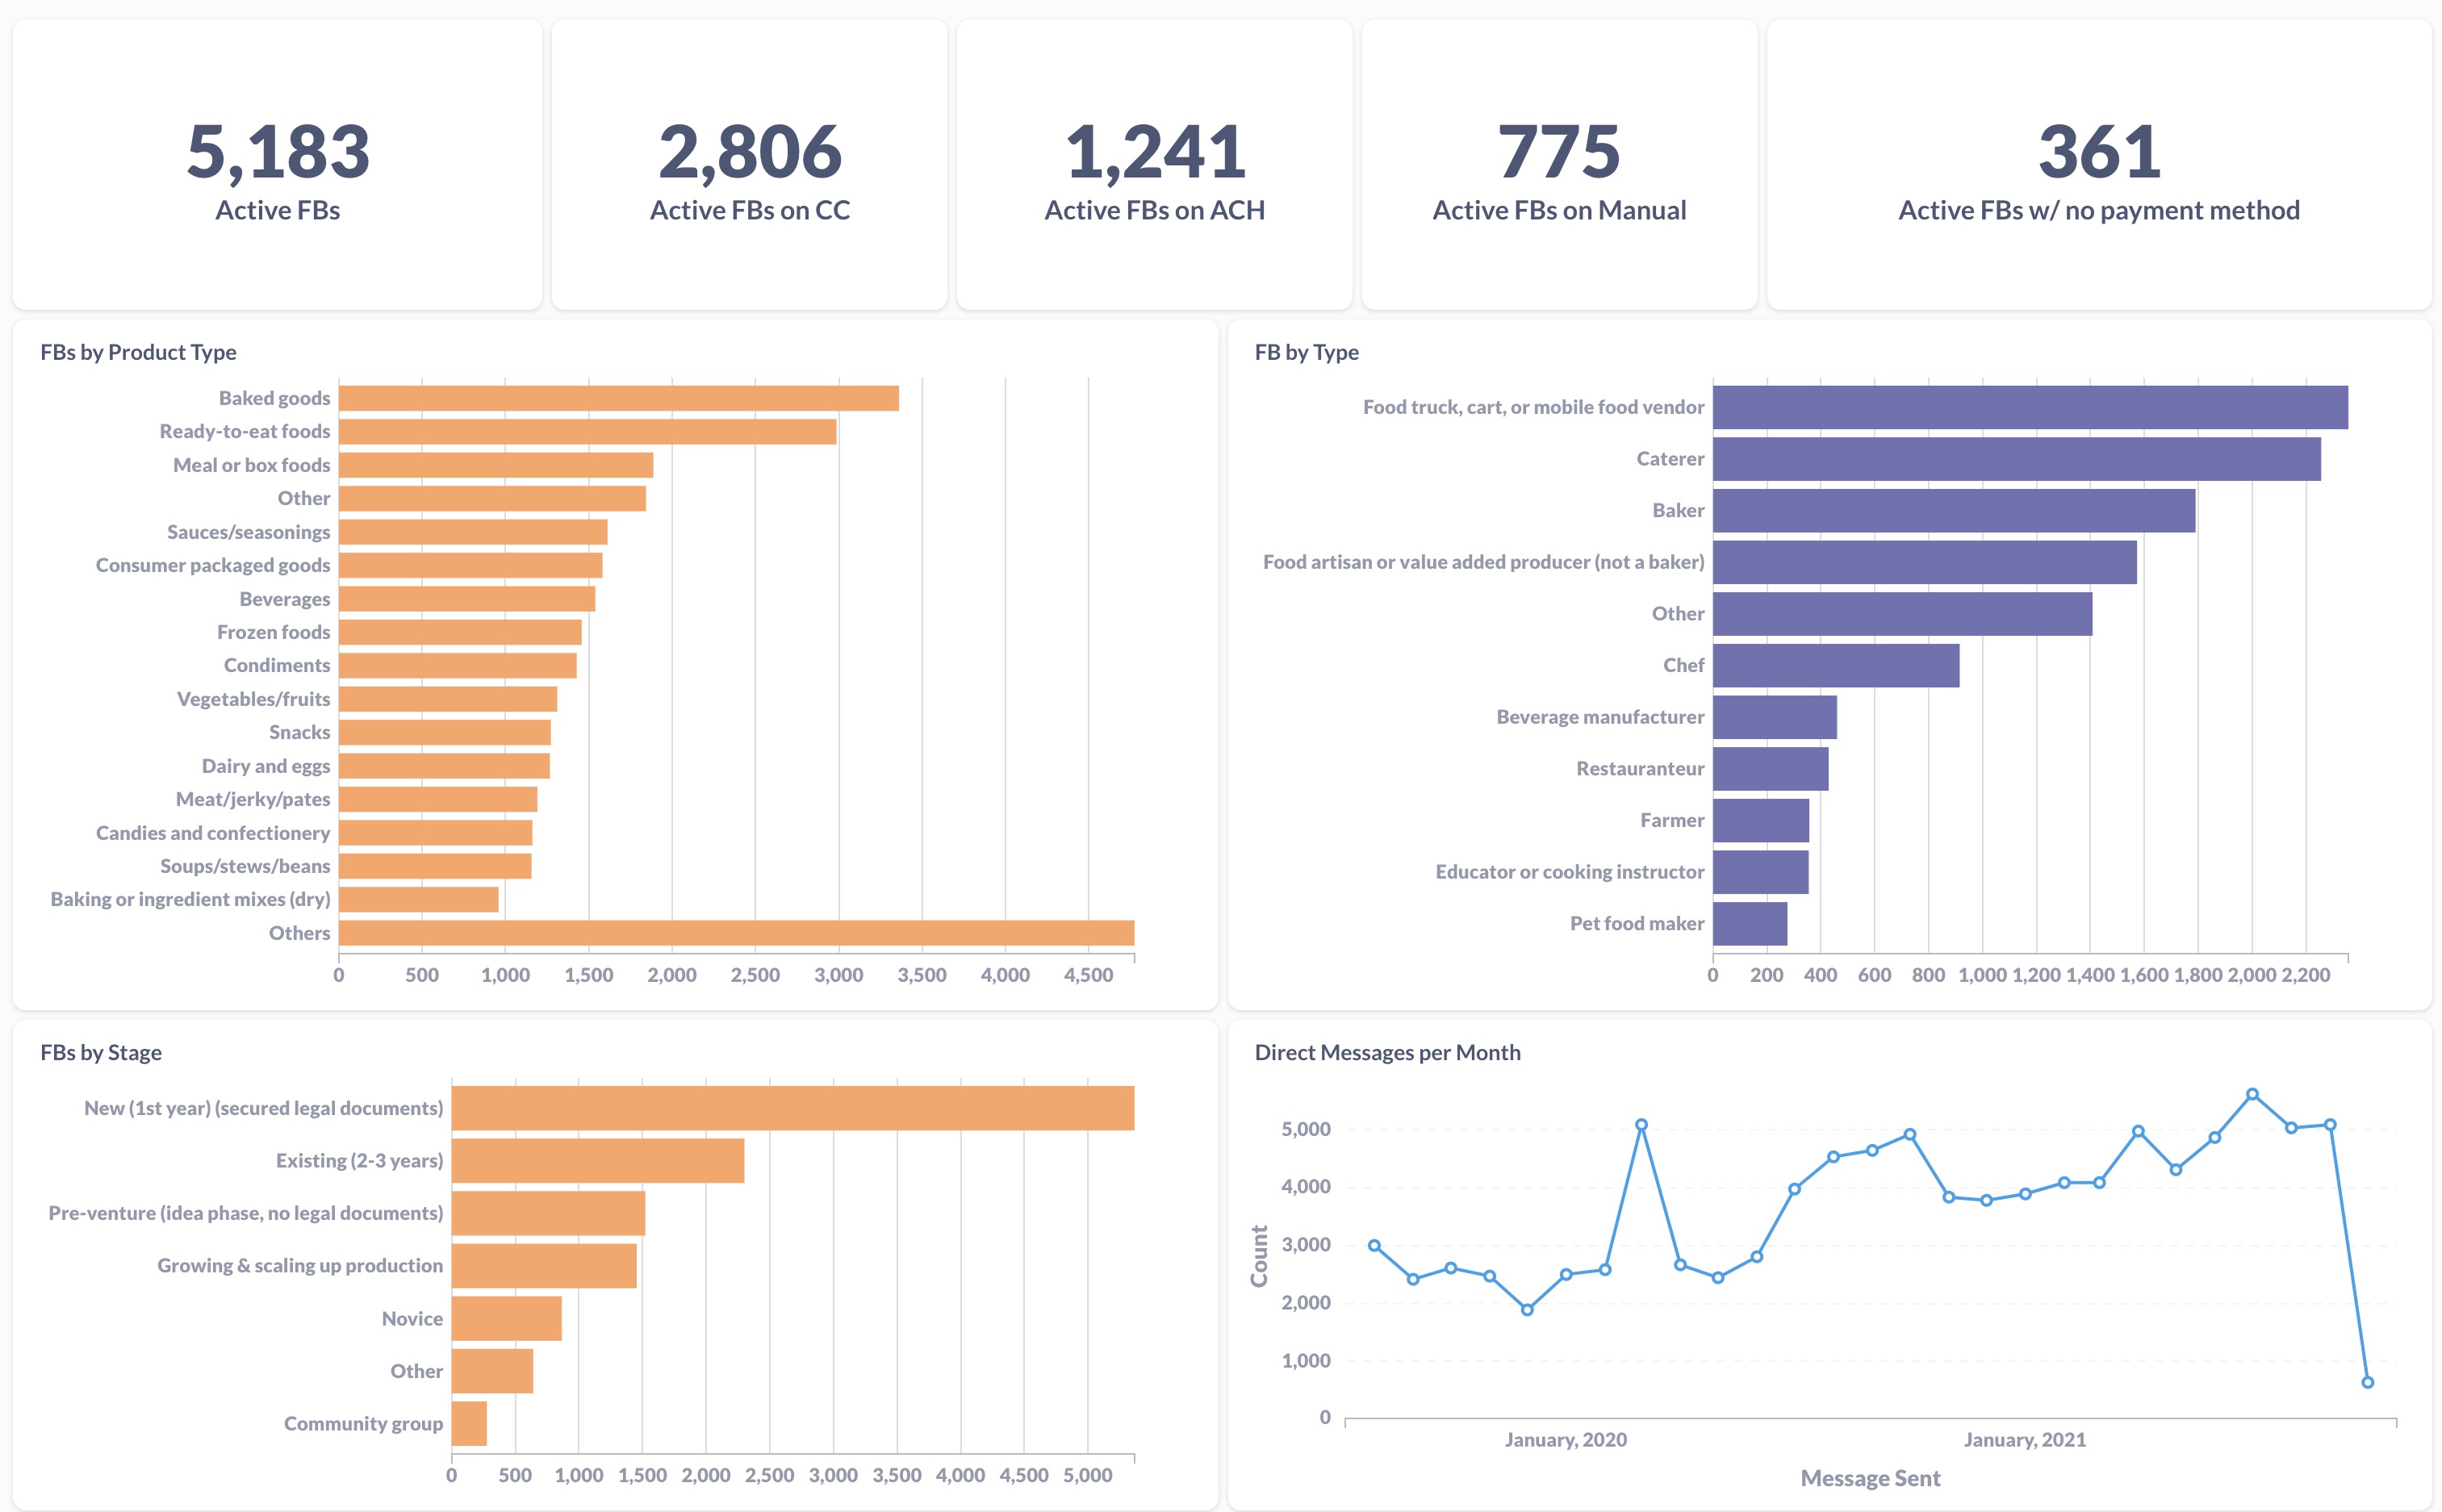 5,183
Active FBs
2,806
Active FBs on CC
1,241
Active FBs on ACH
775
Active FBs on Manual
361
Active FBs w/ no payment method
FBs by Product Type
Baked goods
Ready-to-eat foods
Meal or box foods
Other
Sauces/seasonings
Consumer packaged goods
Beverages
Frozen foods
Condiments
Vegetables/fruits
Snacks
Dairy and eggs
Meat/jerky/pates
Candies and confectionery
Soups/stews/beans
Baking or ingredient mixes (dry)
Others
0 500 1,000 1,500 2,000 2,500 3,000 3,500 4,000 4,500
FB by Type
Food truck, cart, or mobile food vendor
Caterer
Baker
Food artisan or value added producer (not a baker)
Other
Chef
Beverage manufacturer
Restauranteur
Farmer
Educator or cooking instructor
Pet food maker
0 200 400 600 800 1,000 1,200 1,400 1,600 1,800 2,000 2,200
FBs by Stage
New (1st year) (secured legal documents)
Existing (2-3 years)
Pre-venture (idea phase, no legal documents)
Growing & scaling up production
Novice
Other
Community group
0 500 1,000 1,500 2,000 2,500 3,000 3,500 4,000 4,500 5,000
Direct Messages per Month
Count
5,000
4,000
3,000
2,000
1,000
0
January, 2020 January, 2021
Message Sent